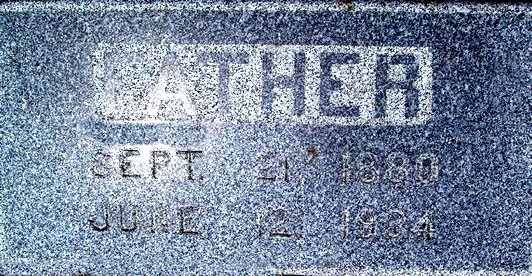 FATHER
SEPT. 21, 1880
JUNE 12, 1934